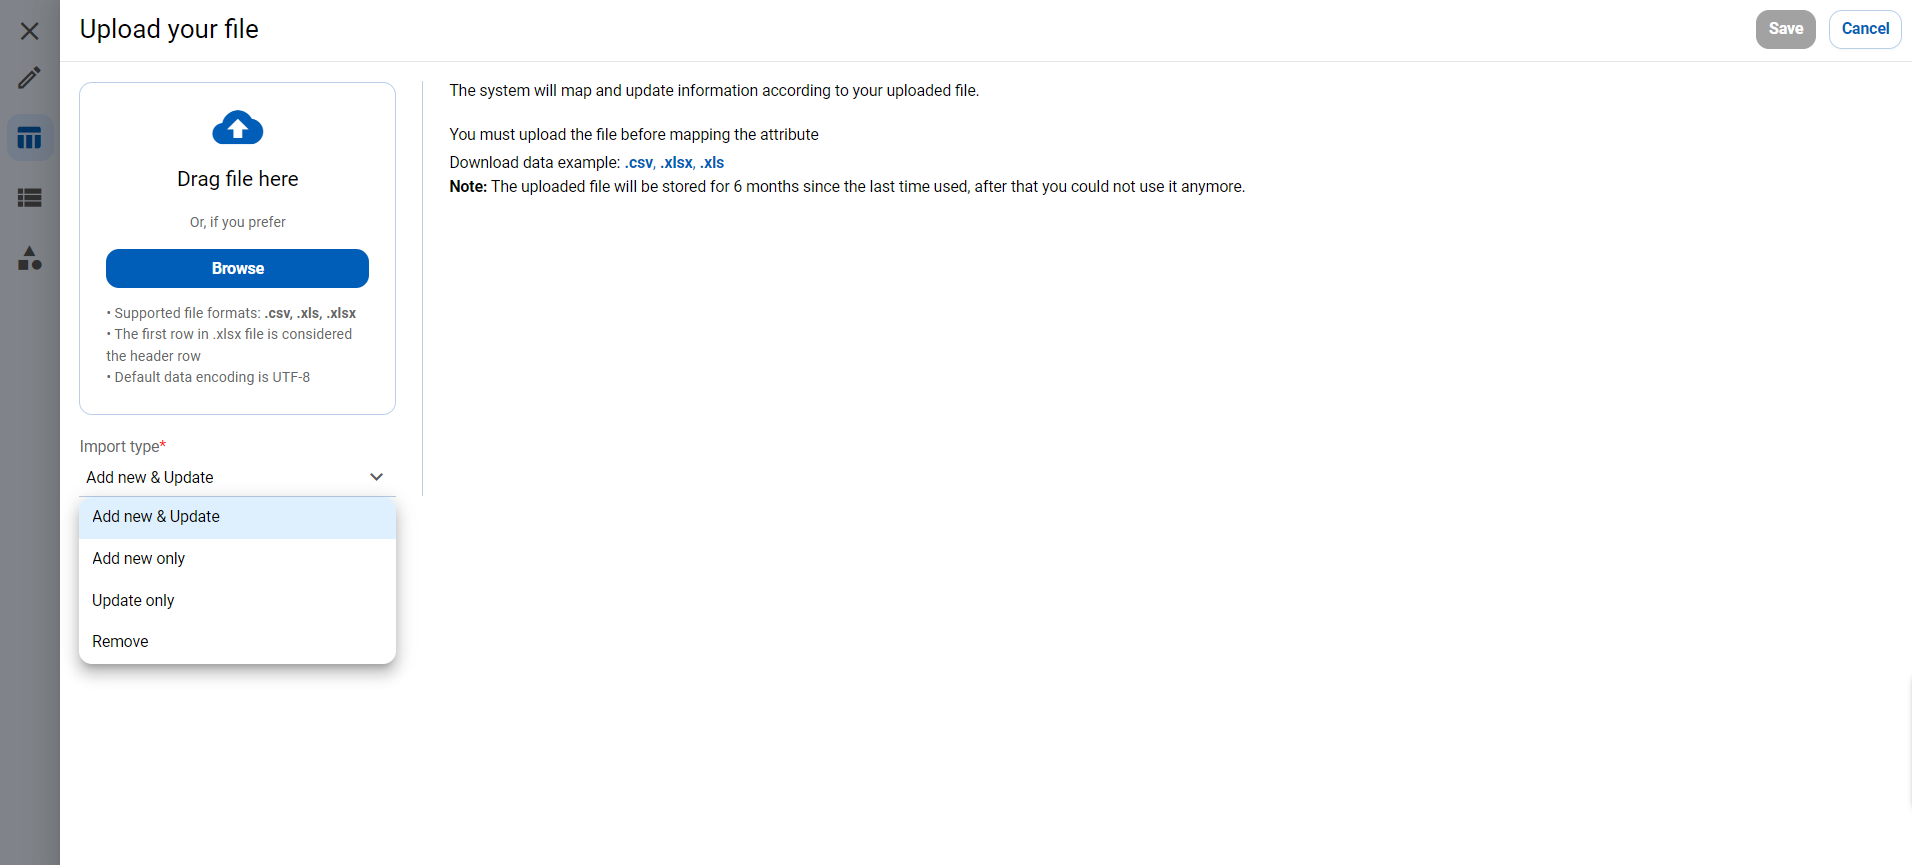 Upload your file
Save
Cancel
Drag file here
Or, if you prefer
Browse
• Supported file formats: .csv, .xls, .xlsx
• The first row in .xlsx file is considered
the header row
• Default data encoding is UTF-8
Import type*
Add new & Update
Add new & Update
Add new only
Update only
Remove
The system will map and update information according to your uploaded file.
You must upload the file before mapping the attribute
Download data example: .csv, .xlsx, .xls
Note: The uploaded file will be stored for 6 months since the last time used, after that you could not use it anymore.